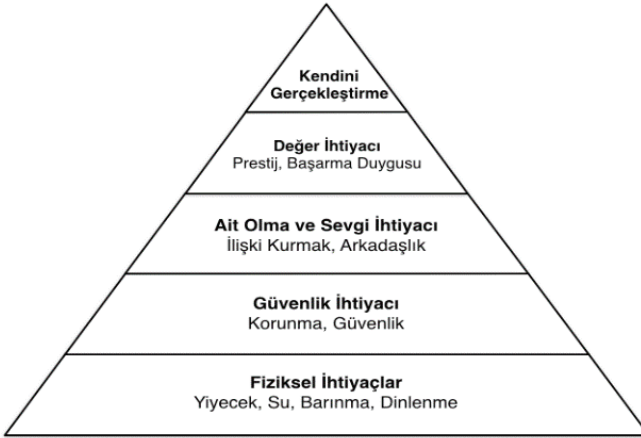 Kendini
Gerçekleştirme
Değer İhtiyacı
Prestij, Başarma Duygusu
Ait Olma ve Sevgi İhtiyacı
İlişki Kurmak, Arkadaşlık
Güvenlik İhtiyacı
Korunma, Güvenlik
Fiziksel İhtiyaçlar
Yiyecek, Su, Barınma, Dinlenme